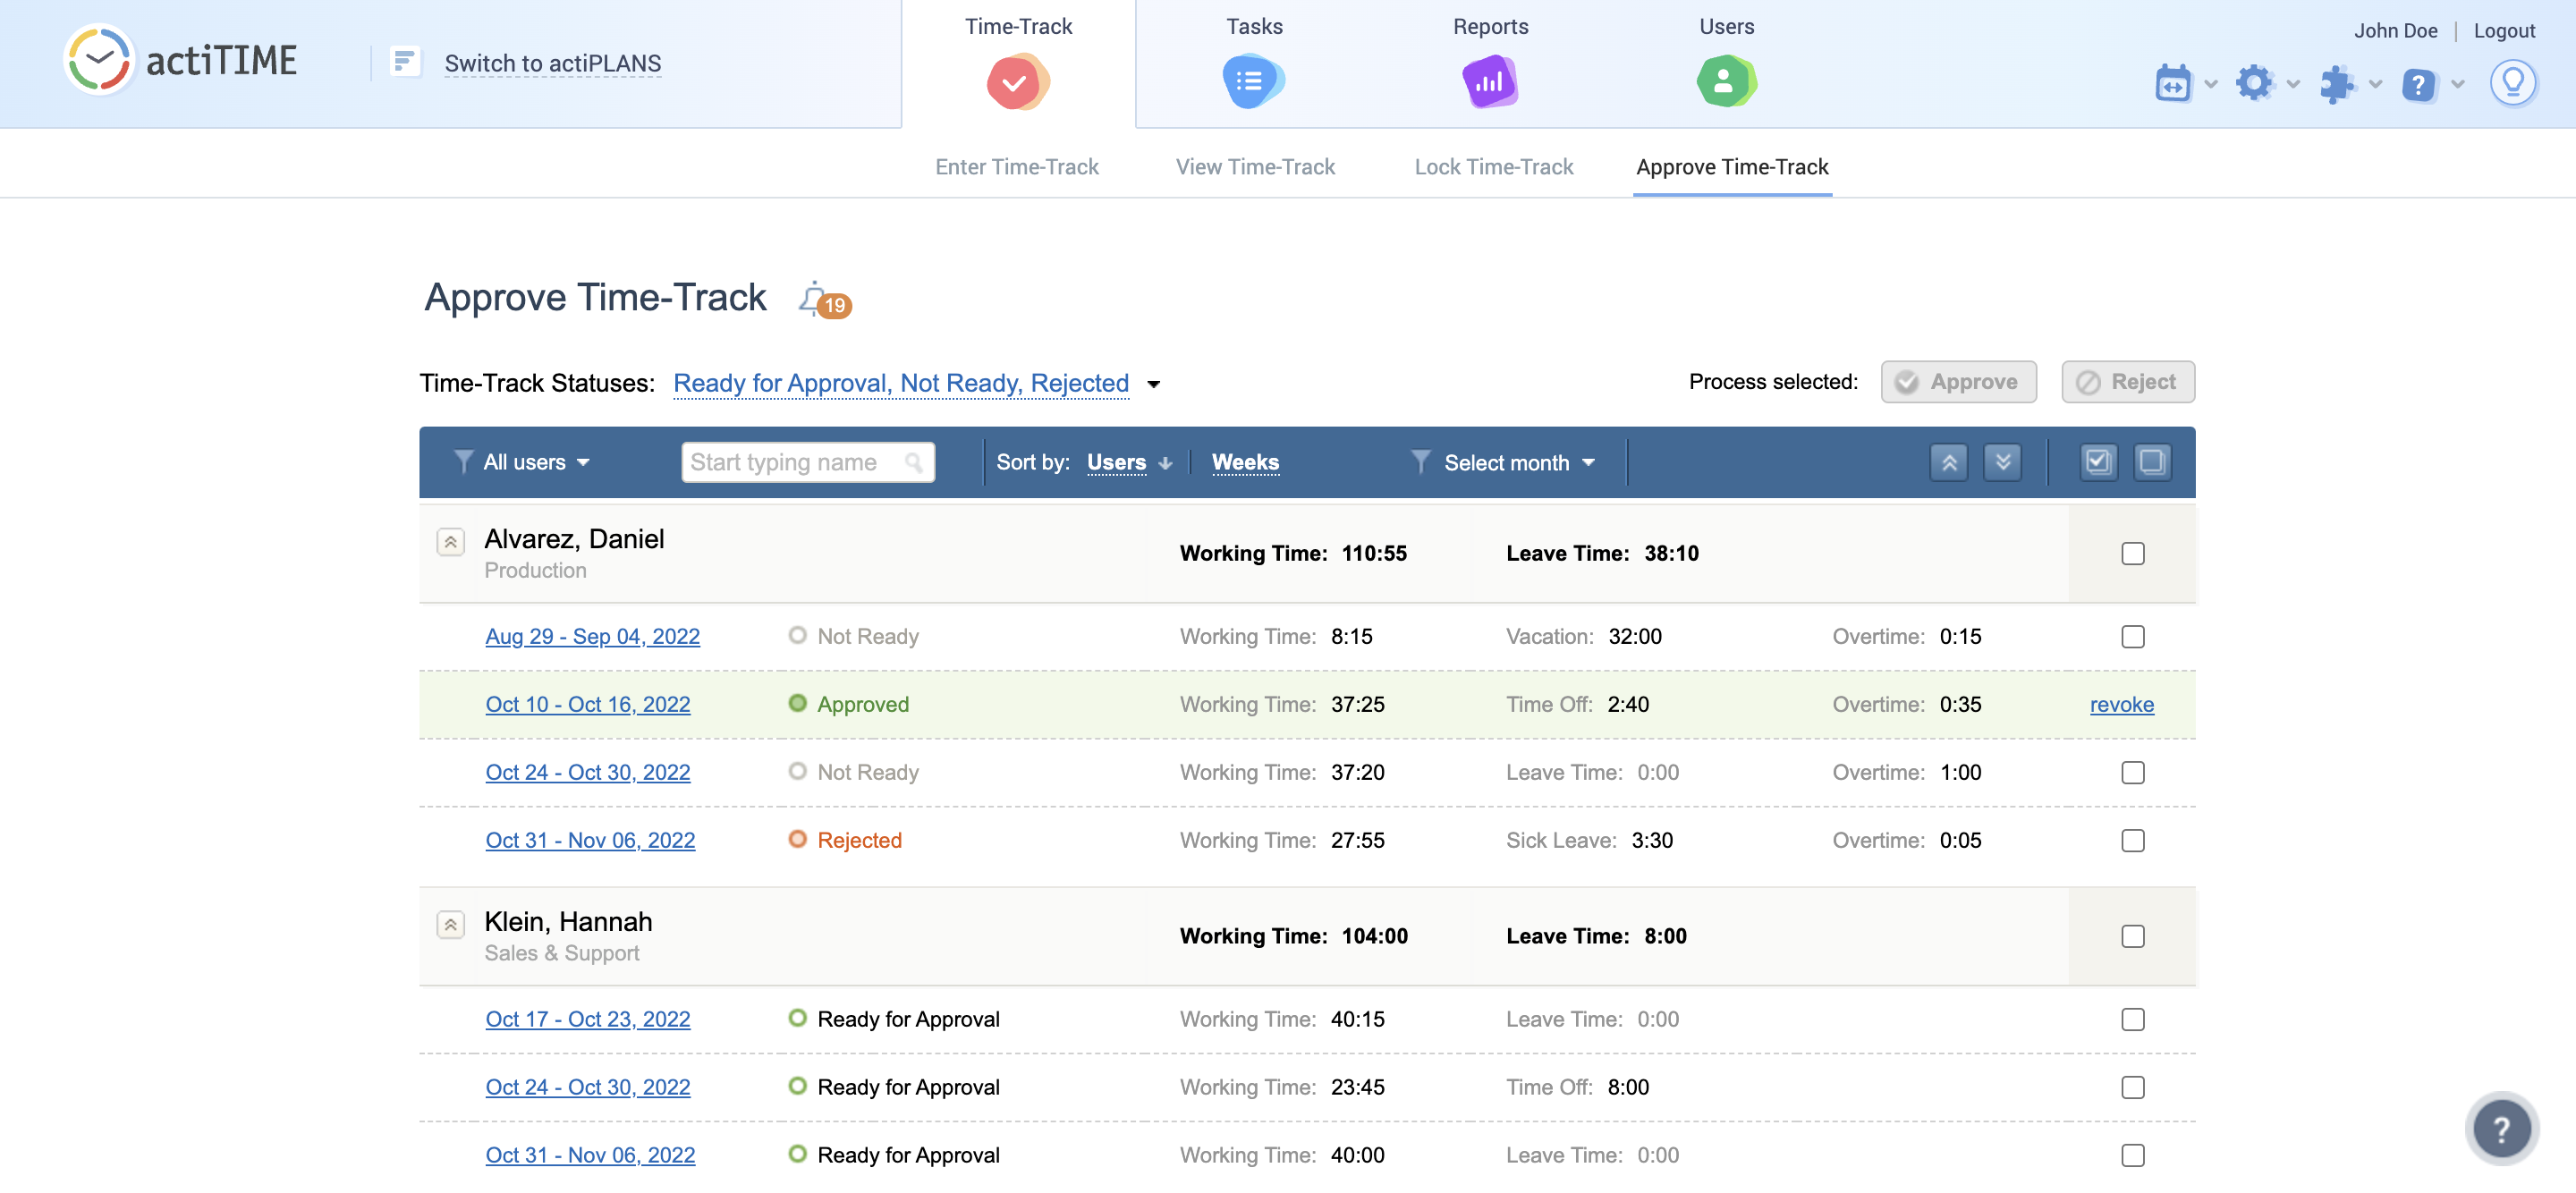 actiTIME
Switch to actiPLANS
Time-Track
Tasks
Reports
Users
John Doe | Logout
Enter Time-Track
View Time-Track
Lock Time-Track
Approve Time-Track
Approve Time-Track 19
Time-Track Statuses: Ready for Approval, Not Ready, Rejected
Process selected: Approve Reject
All users Start typing name Sort by: Users Weeks Select month
Alvarez, Daniel
Production
Working Time: 110:55 Leave Time: 38:10
Aug 29 - Sep 04, 2022 Not Ready Working Time: 8:15 Vacation: 32:00 Overtime: 0:15
Oct 10 - Oct 16, 2022 Approved Working Time: 37:25 Time Off: 2:40 Overtime: 0:35 revoke
Oct 24 - Oct 30, 2022 Not Ready Working Time: 37:20 Leave Time: 0:00 Overtime: 1:00
Oct 31 - Nov 06, 2022 Rejected Working Time: 27:55 Sick Leave: 3:30 Overtime: 0:05
Klein, Hannah
Sales & Support
Working Time: 104:00 Leave Time: 8:00
Oct 17 - Oct 23, 2022 Ready for Approval Working Time: 40:15 Leave Time: 0:00
Oct 24 - Oct 30, 2022 Ready for Approval Working Time: 23:45 Time Off: 8:00
Oct 31 - Nov 06, 2022 Ready for Approval Working Time: 40:00 Leave Time: 0:00
?